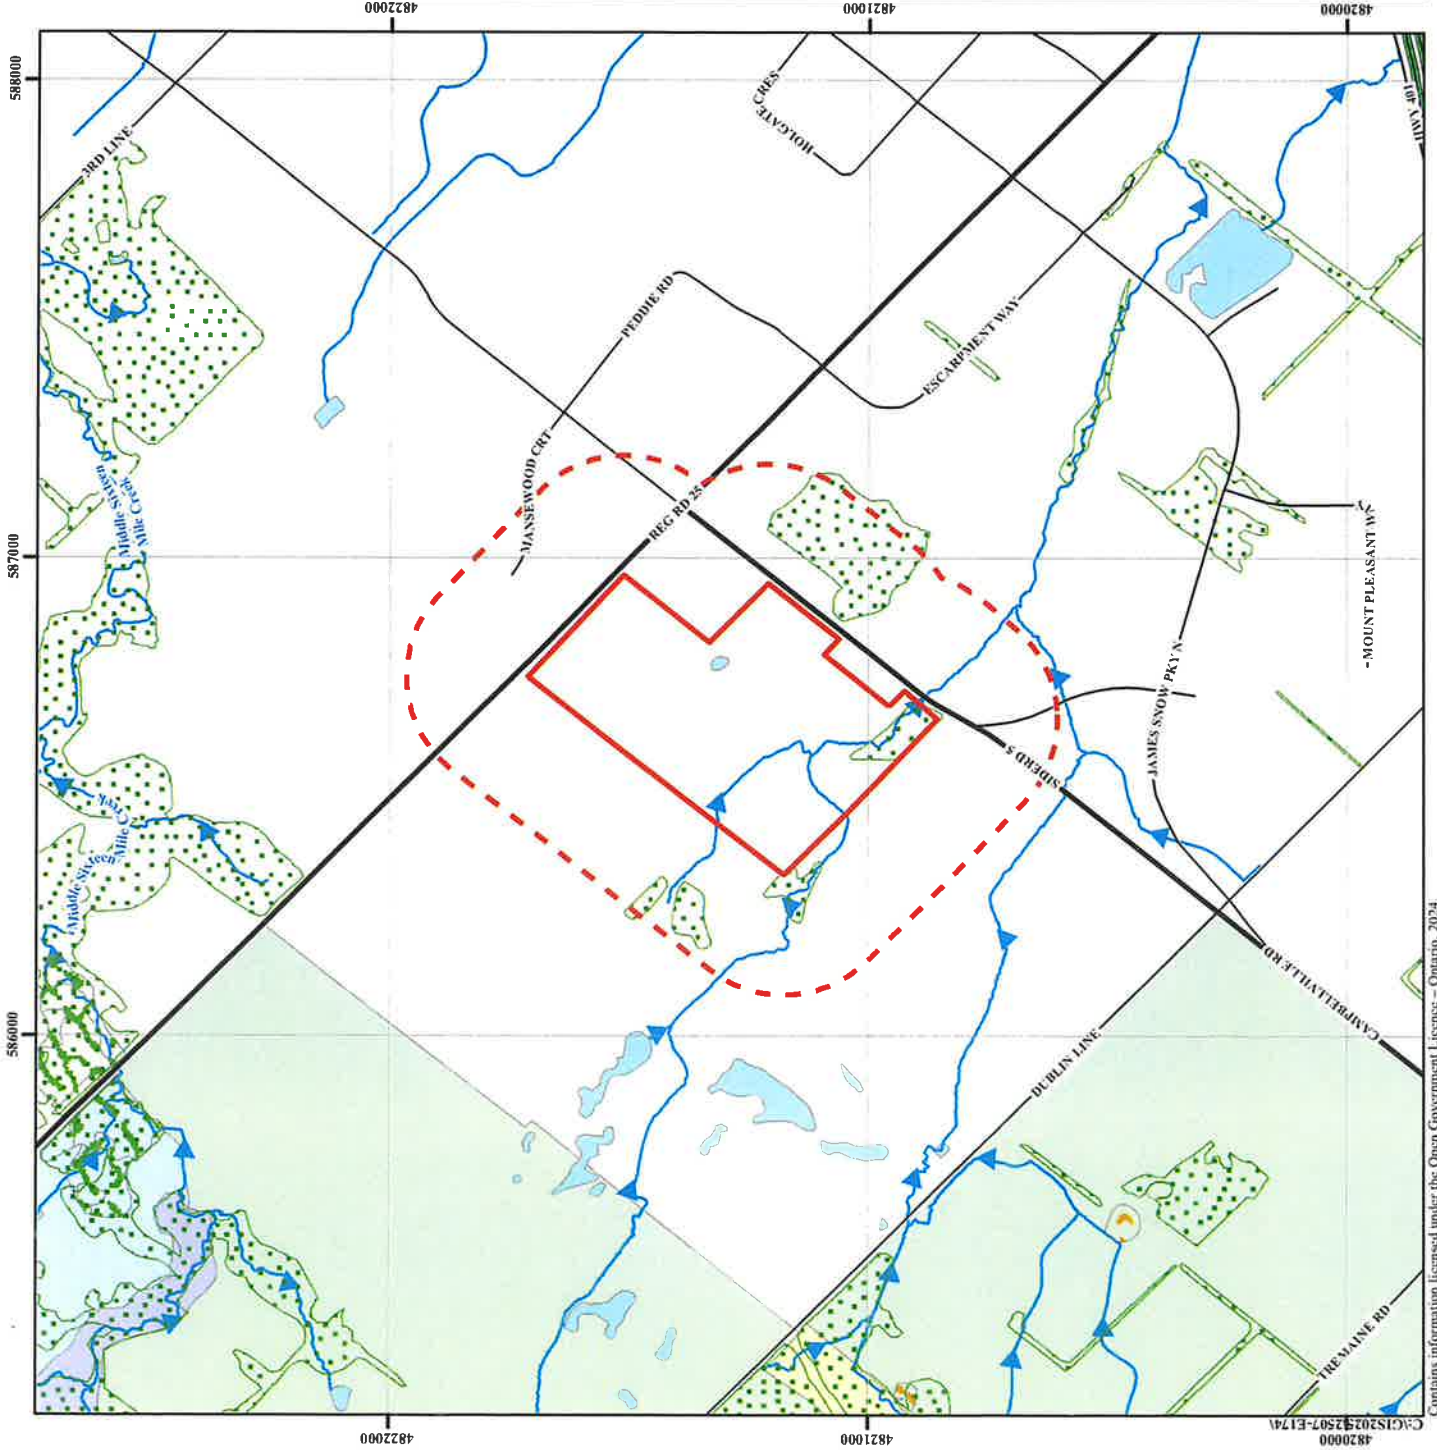 4822000
4821000
4820000
588000
587000
586000
3RD LINE
HOLGATE CRES
HWY 401
PEDDIE RD
ESCARPMENT WAY
MANSEWOOD CRT
REG RD 25
Middle Sixteen
Mile Creek
MOUNT PLEASANT WAY
JAMES SNOW PKY N
SIDERD 5
Middle Sixteen Mile Creek
CAMPBELLVILLE RD
DUBLIN LINE
TREMAINE RD
4822000
4821000
4820000
Contains information licensed under the Open Government Licence – Ontario, 2024